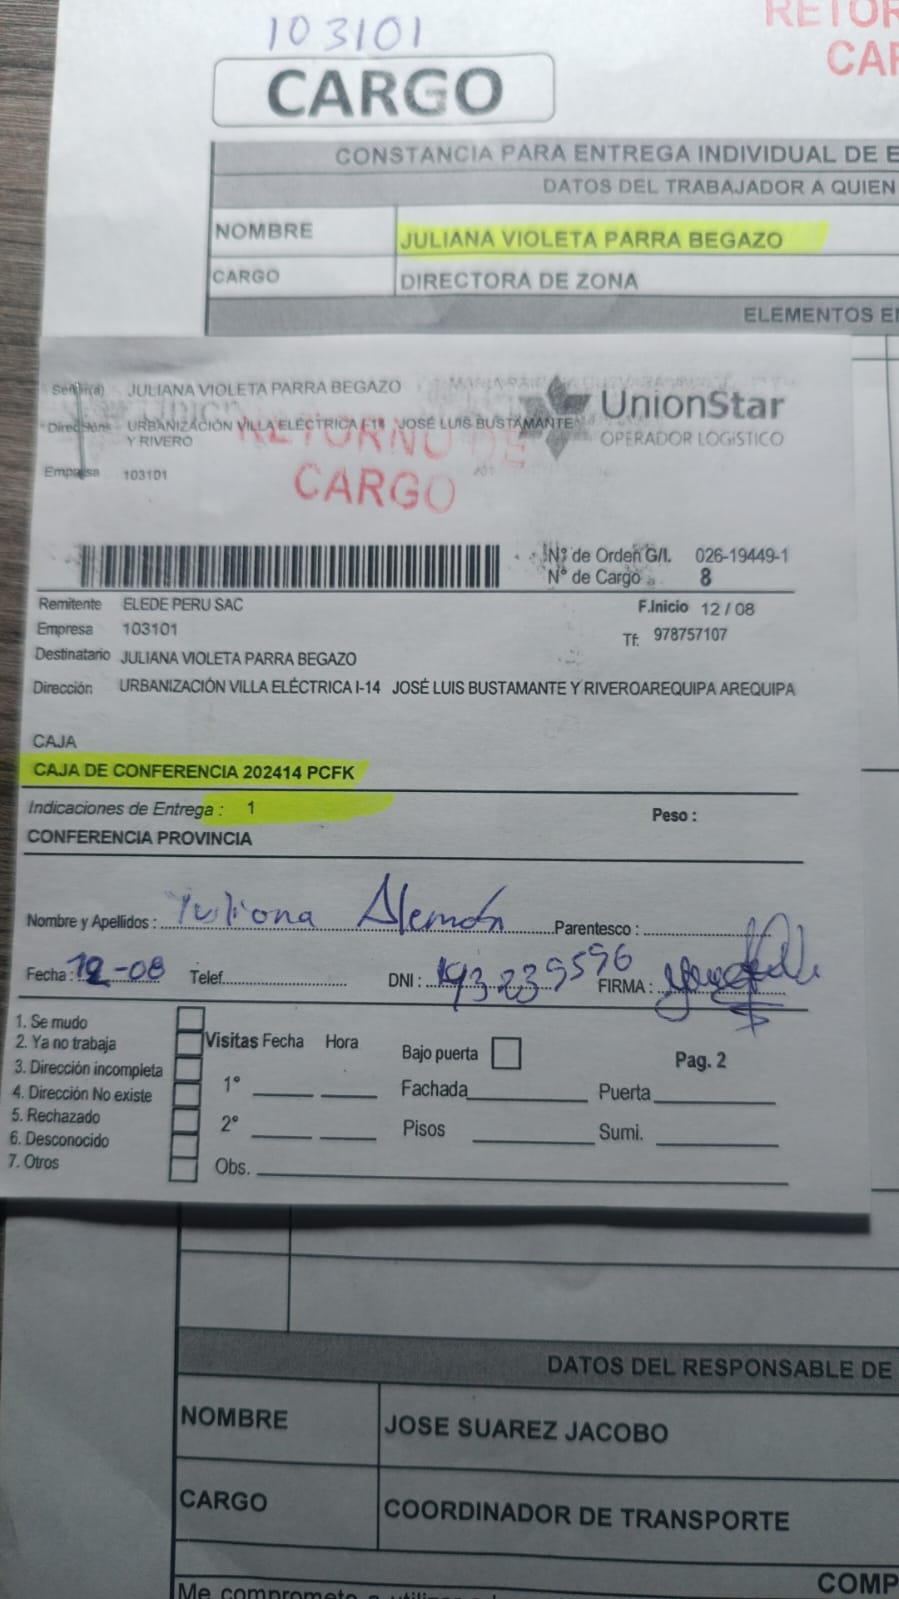 103101
RETOR
CAR
CARGO
CONSTANCIA PARA ENTREGA INDIVIDUAL DE E
DATOS DEL TRABAJADOR A QUIEN
NOMBRE JULIANA VIOLETA PARRA BEGAZO
CARGO DIRECTORA DE ZONA
ELEMENTOS EN
Señor(a) JULIANA VIOLETA PARRA BEGAZO
UnionStar
OPERADOR LOGISTICO
Dirección URBANIZACIÓN VILLA ELÉCTRICA I-14 JOSÉ LUIS BUSTAMANTE
Y RIVERO
RETORNO DE
CARGO
Empresa 103101
Nº de Orden G/I. 026-19449-1
N° de Cargo 8
Remitente ELEDE PERU SAC
F.Inicio 12 / 08
Empresa 103101
Tf: 978757107
Destinatario JULIANA VIOLETA PARRA BEGAZO
Dirección URBANIZACIÓN VILLA ELÉCTRICA I-14 JOSÉ LUIS BUSTAMANTE Y RIVEROAREQUIPA AREQUIPA
CAJA
CAJA DE CONFERENCIA 202414 PCFK
Indicaciones de Entrega : 1
Peso :
CONFERENCIA PROVINCIA
Nombre y Apellidos : Yuliona Alemón Parentesco :
Fecha : 12-08 Telef. DNI : FIRMA :
1. Se mudo
2. Ya no trabaja
3. Dirección incompleta
4. Dirección No existe
5. Rechazado
6. Desconocido
7. Otros
Visitas Fecha Hora
1°
2°
Obs.
Bajo puerta
Pag. 2
Fachada Puerta
Pisos Sumi.
DATOS DEL RESPONSABLE DE
NOMBRE JOSE SUAREZ JACOBO
CARGO COORDINADOR DE TRANSPORTE
COMP
Me comprometo a utilizar